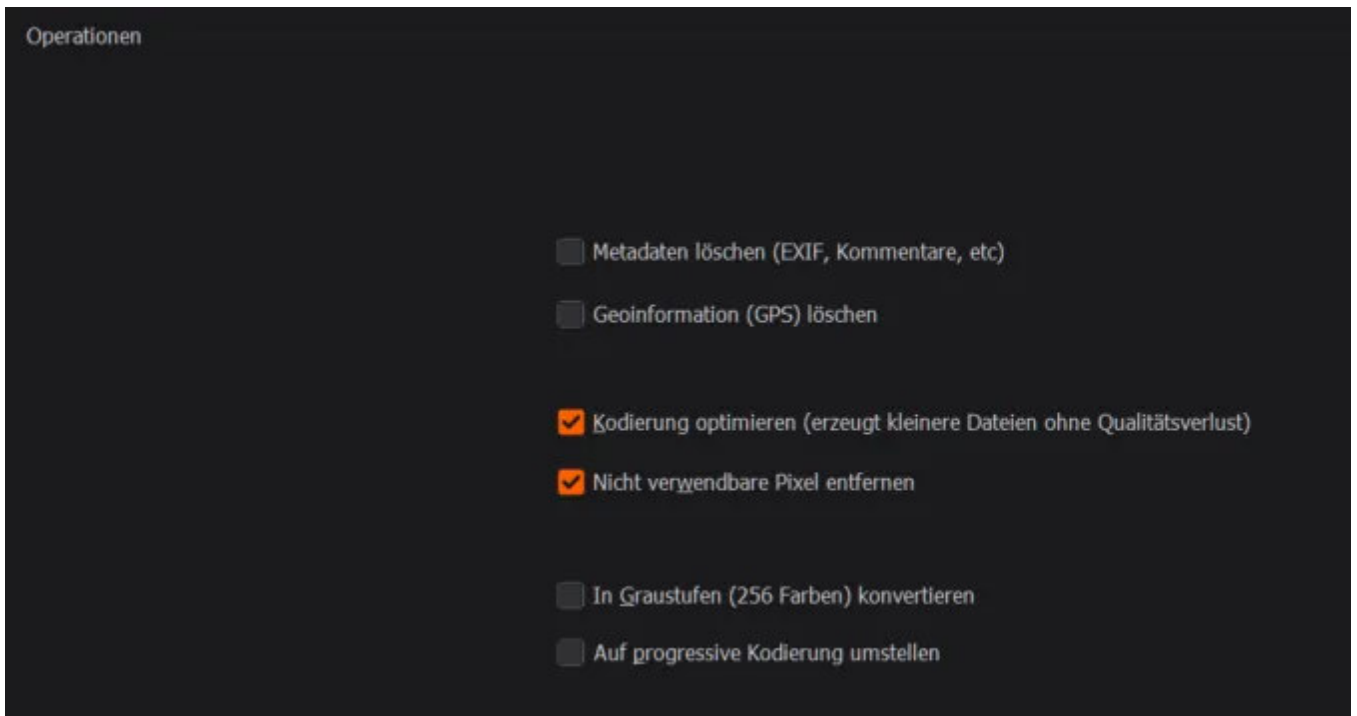 Operationen
Metadaten löschen (EXIF, Kommentare, etc)
Geoinformation (GPS) löschen
Kodierung optimieren (erzeugt kleinere Dateien ohne Qualitätsverlust)
Nicht verwendbare Pixel entfernen
In Graustufen (256 Farben) konvertieren
Auf progressive Kodierung umstellen